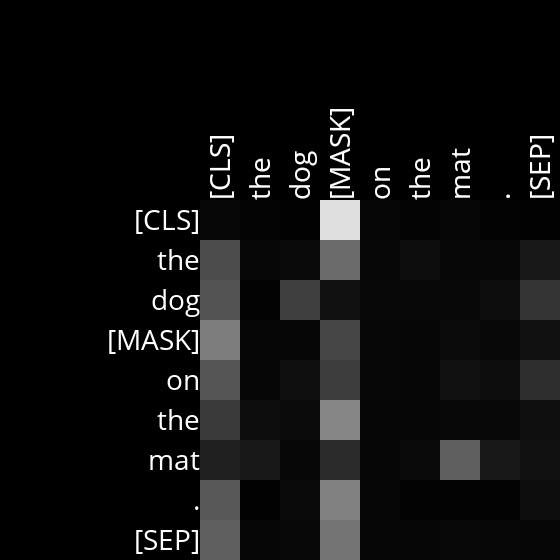 [CLS] the dog [MASK] on the mat . [SEP]
[CLS]
the
dog
[MASK]
on
the
mat
.
[SEP]